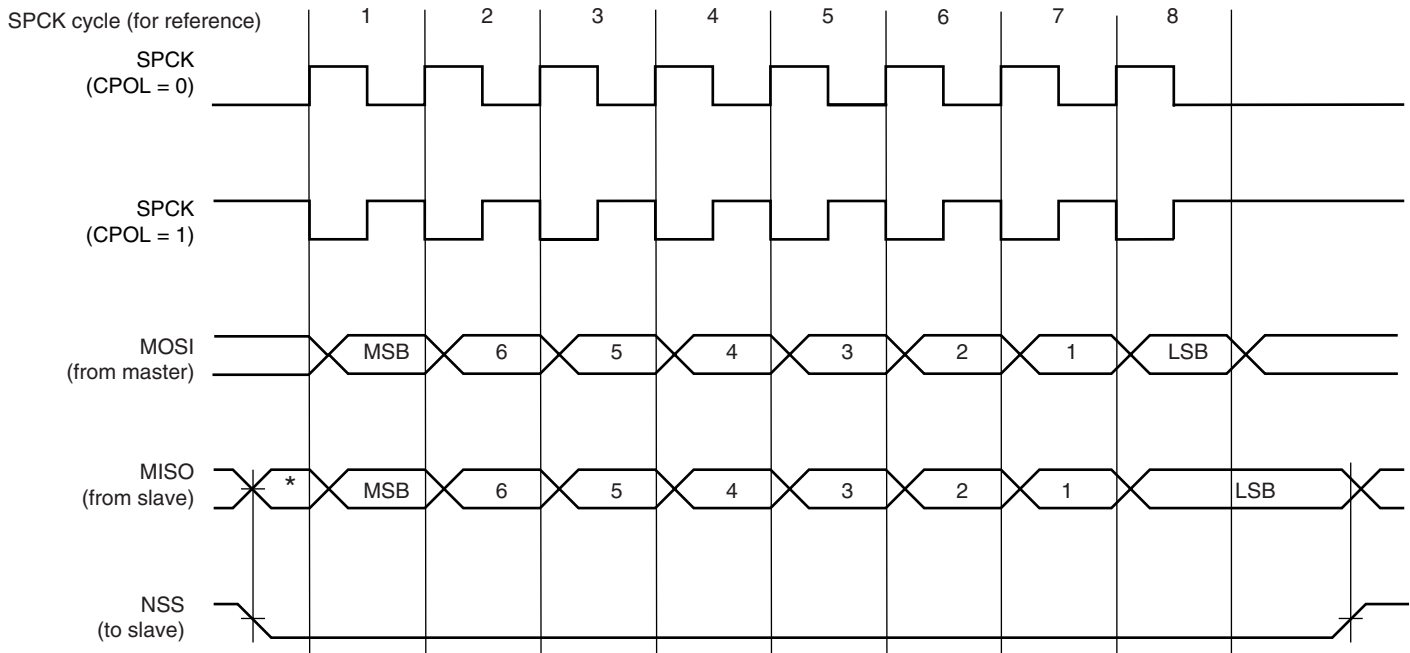 SPCK cycle (for reference) 1 2 3 4 5 6 7 8
SPCK
(CPOL = 0)
SPCK
(CPOL = 1)
MOSI
(from master)
MSB 6 5 4 3 2 1 LSB
MISO
(from slave)
* MSB 6 5 4 3 2 1 LSB
NSS
(to slave)